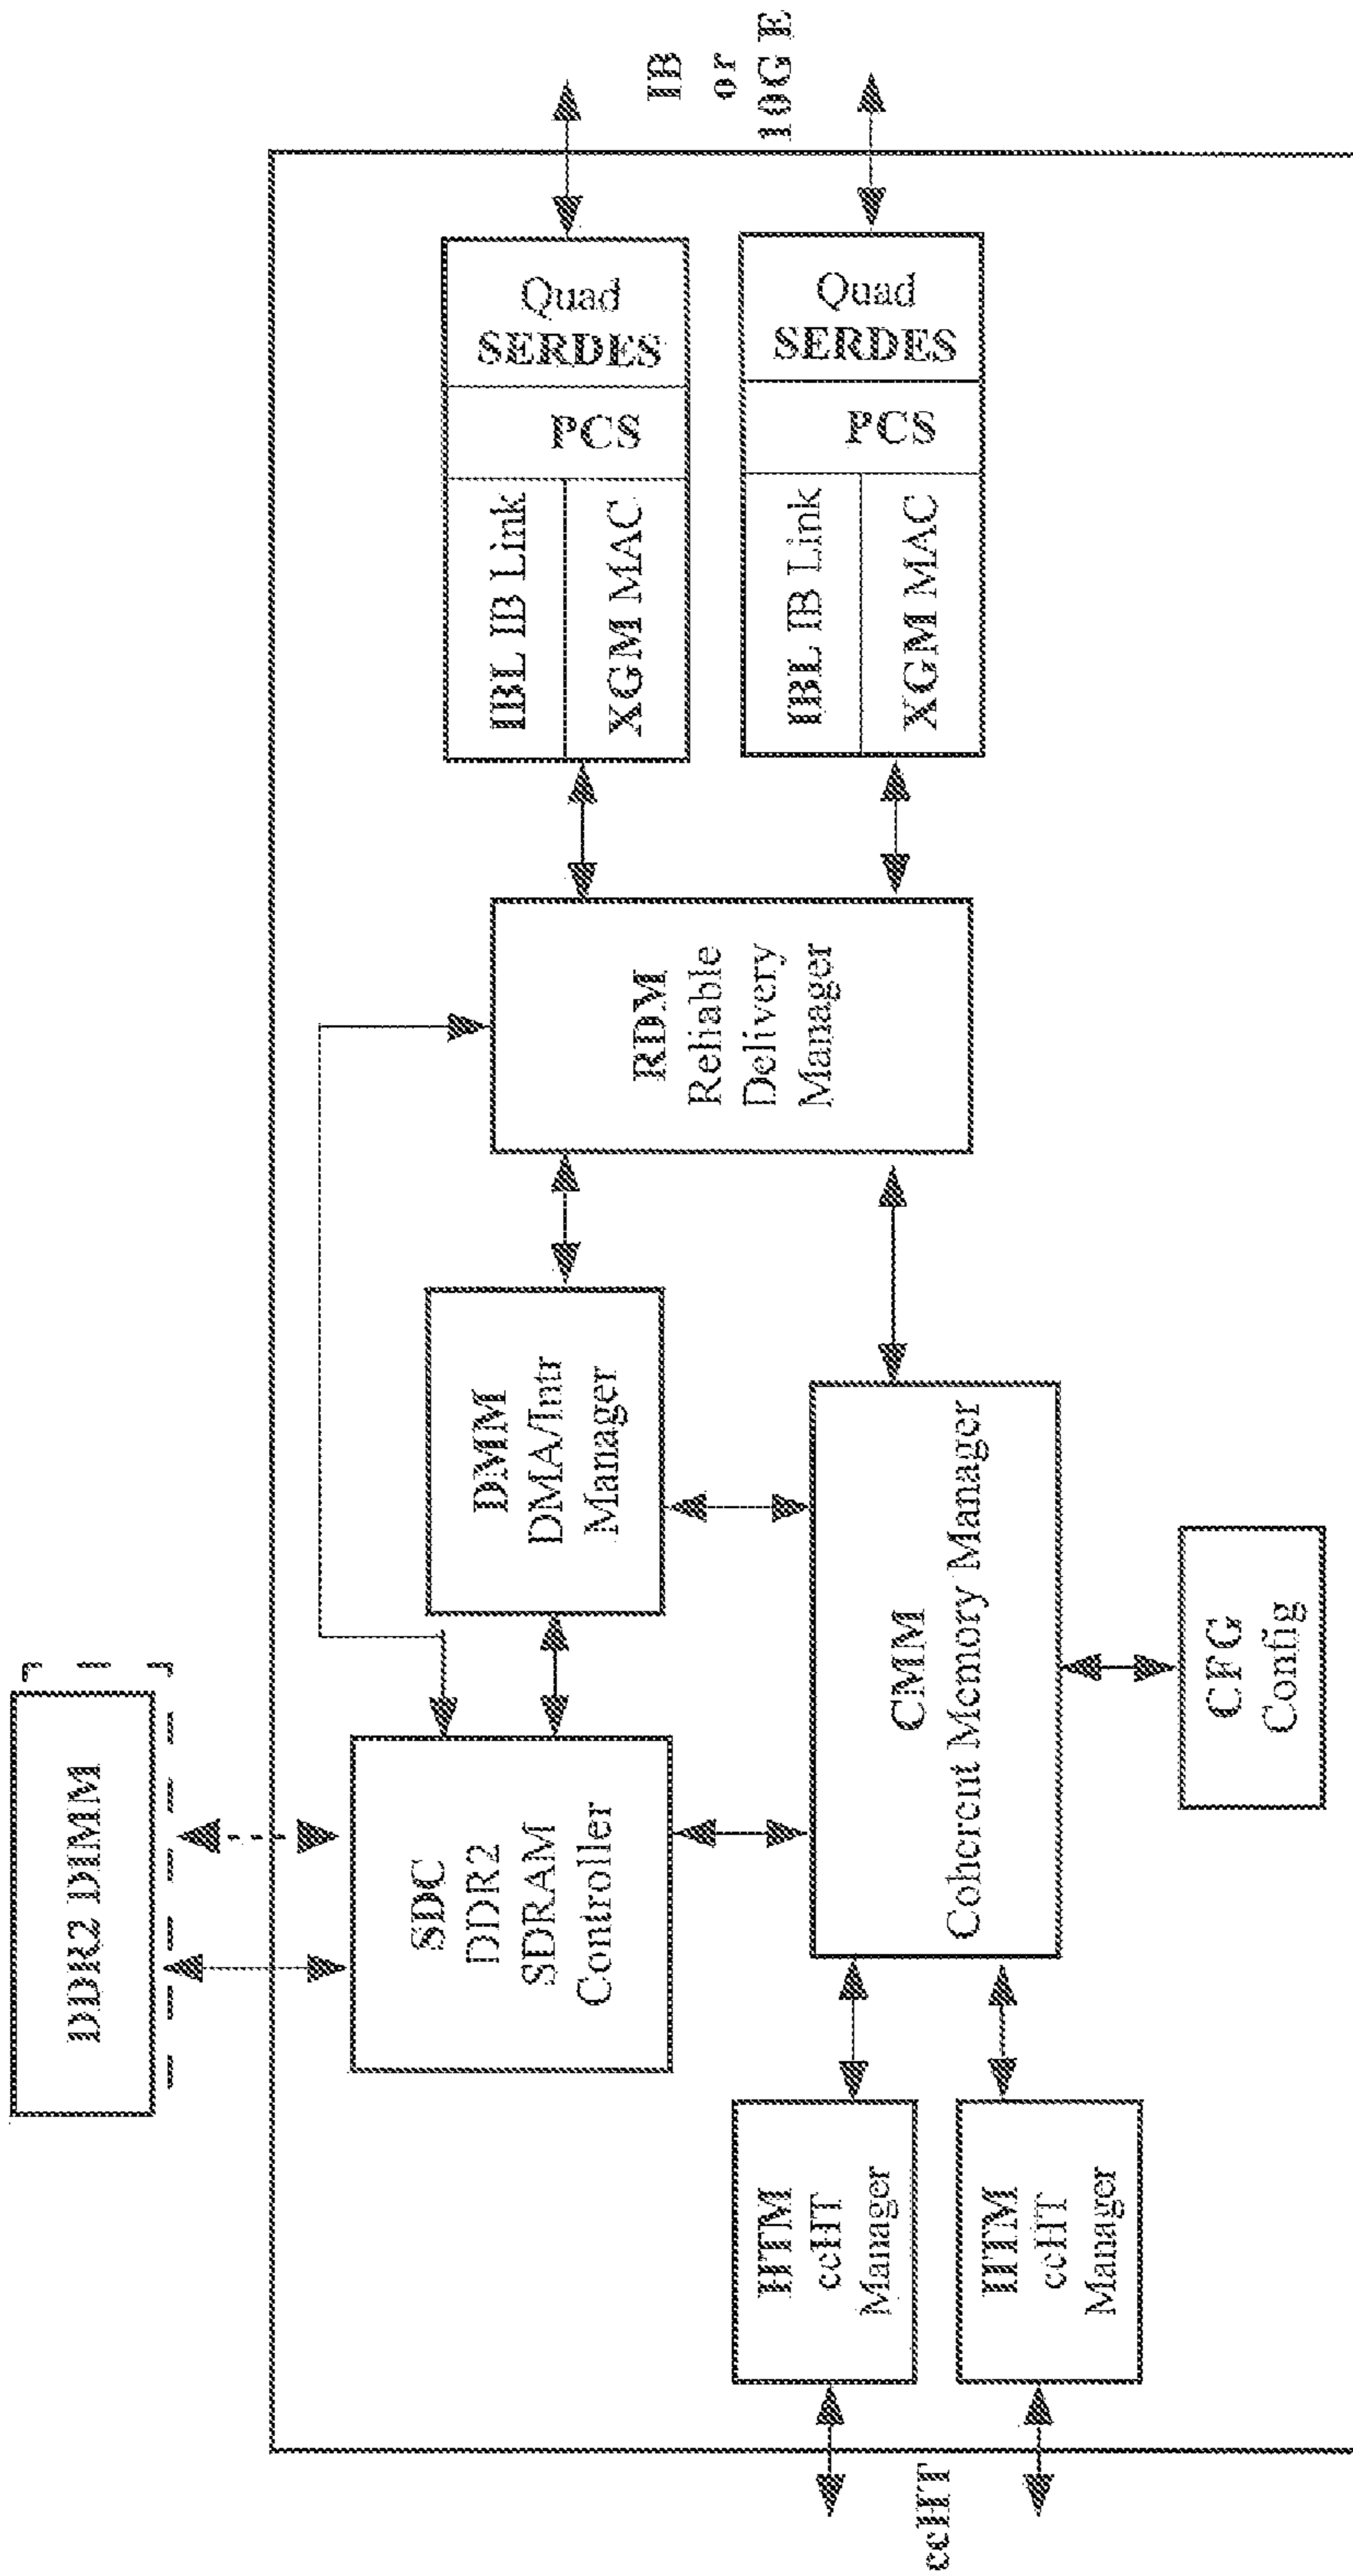 DDR2 DIMM
SDC
DDR2
SDRAM
Controller
DMM
DMA/Intr
Manager
RDM
Reliable
Delivery
Manager
IBL IB Link
XGM MAC
PCS
Quad
SERDES
IBL IB Link
XGM MAC
PCS
Quad
SERDES
IB
or
10G E
HTM
ccHT
Manager
HTM
ccHT
Manager
ccHT
CMM
Coherent Memory Manager
CFG
Config